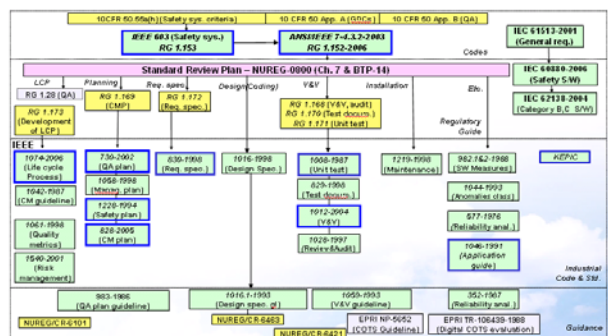 10CFR 50.55a(h)(Safety sys. criteria)
10 CFR 50 App. A (GDCs)
10 CFR 50 App. B (QA)
IEEE 603 (Safety sys.)
RG 1.153
ANSI/IEEE 7-4.3.2-2003
RG 1.152-2006
IEC 61513-2001
(General req.)
Codes
IEC 60880-2006
(Safety S/W)
IEC 62138-2004
(Category B,C S/W)
Standard Review Plan – NUREG-0800 (Ch. 7 & BTP-14)
LCP
Planning
Req. spec.
Design(Coding)
V&V
Installation
Etc.
RG 1.28 (QA)
RG 1.173
(Development of LCP)
RG 1.169
(CMP)
RG 1.172
(Req. spec.)
RG 1.168 (V&V, audit)
RG 1.170 (Test docum.)
RG 1.171 (Unit test)
Regulatory
Guide
IEEE
KEPIC
1074-2006
(Life cycle Process)
1042-1987
(CM guideline)
1061-1998
(Quality metrics)
1540-2001
(Risk management)
730-2002
(QA plan)
1058-1998
(Manag. plan)
1228-1994
(Safety plan)
828-2005
(CM plan)
830-1998
(Req. spec.)
1016-1998
(Design Spec.)
1008-1987
(Unit test)
829-1998
(Test docum.)
1012-2004
(V&V)
1028-1997
(Review&Audit)
1219-1998
(Maintenance)
982.1&2-1988
(SW Measures)
1044-1993
(Anomalies class)
577-1976
(Reliability anal.)
1046-1991
(Application guide)
Industrial
Code & Std.
983-1986
(QA plan guideline)
1016.1-1993
(Design spec. gl)
1059-1993
(V&V guideline)
352-1987
(Reliability anal.)
NUREG/CR-6101
NUREG/CR-6463
NUREG/CR-6421
EPRI NP-5652
(COTS Guideline)
EPRI TR-106439-1988
(Digital COTS evaluation)
Guidance